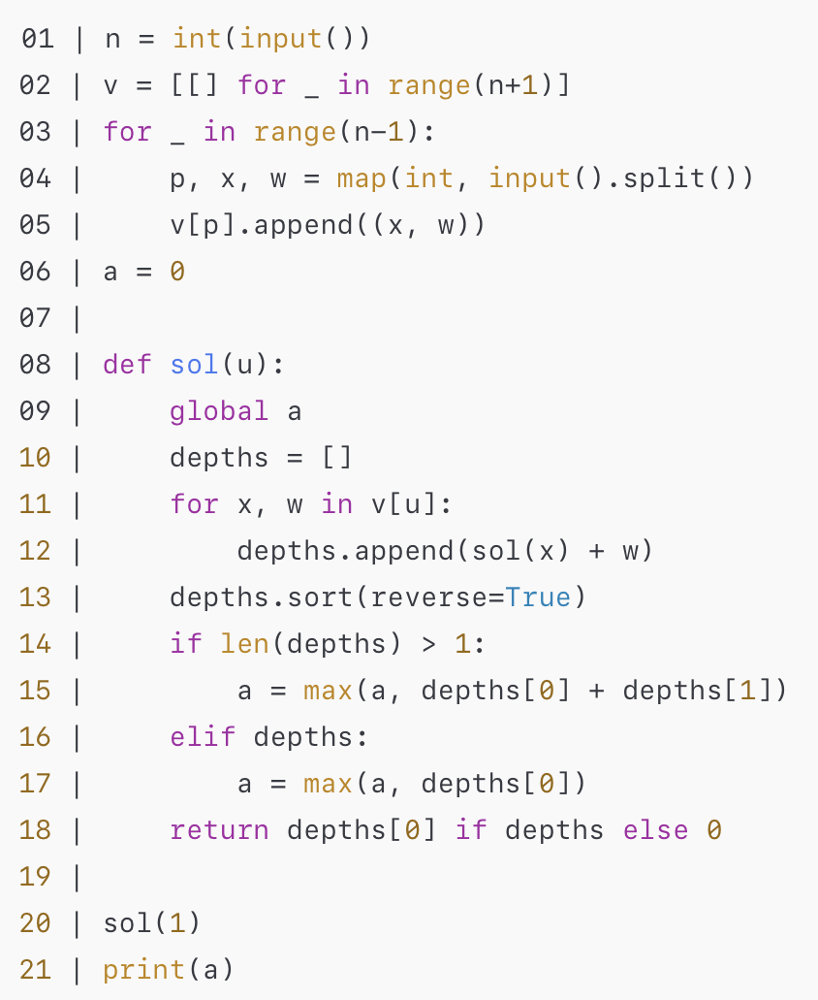 01 | n = int(input())
02 | v = [[] for _ in range(n+1)]
03 | for _ in range(n-1):
04 |     p, x, w = map(int, input().split())
05 |     v[p].append((x, w))
06 | a = 0
07 |
08 | def sol(u):
09 |     global a
10 |     depths = []
11 |     for x, w in v[u]:
12 |         depths.append(sol(x) + w)
13 |     depths.sort(reverse=True)
14 |     if len(depths) > 1:
15 |         a = max(a, depths[0] + depths[1])
16 |     elif depths:
17 |         a = max(a, depths[0])
18 |     return depths[0] if depths else 0
19 |
20 | sol(1)
21 | print(a)